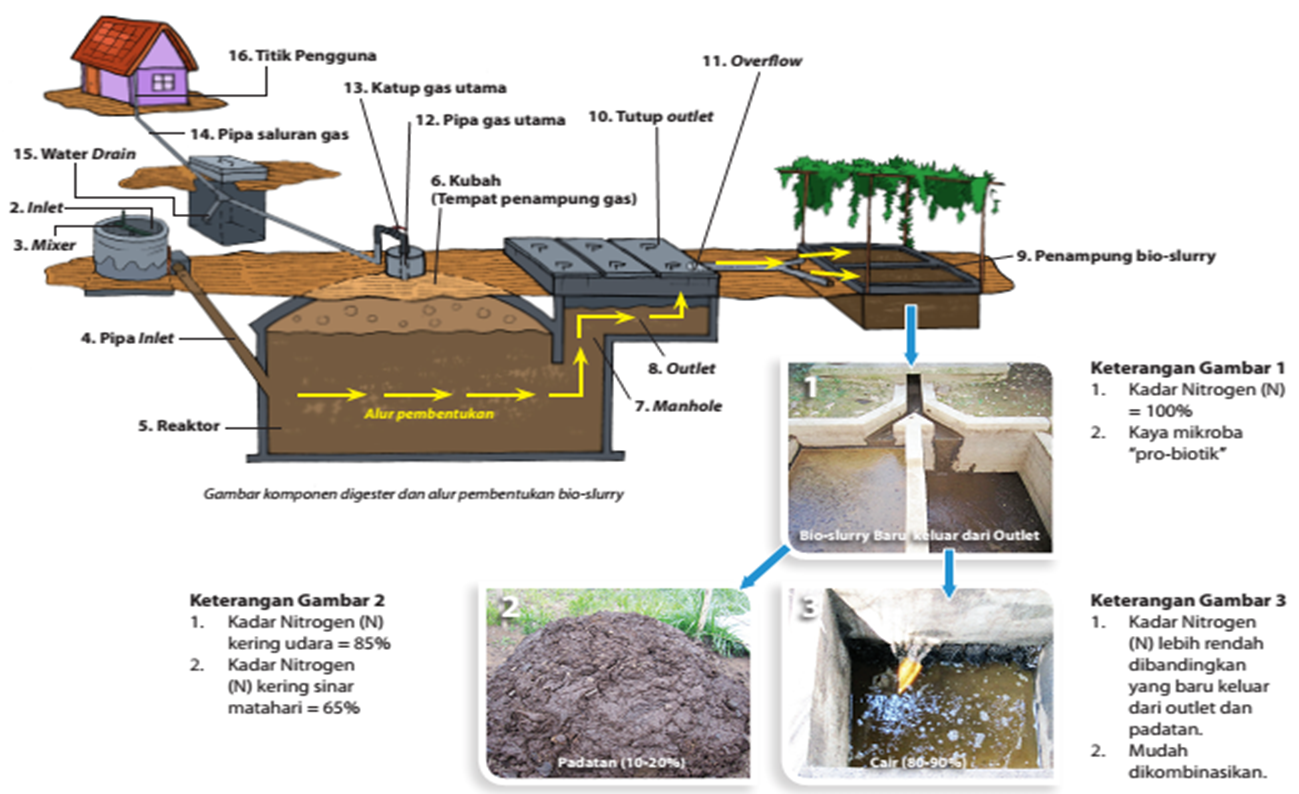 16. Titik Pengguna
11. Overflow
13. Katup gas utama
12. Pipa gas utama
10. Tutup outlet
14. Pipa saluran gas
15. Water Drain
6. Kubah
(Tempat penampung gas)
2. Inlet
3. Mixer
9. Penampung bio-slurry
4. Pipa Inlet
8. Outlet
7. Manhole
Alur pembentukan
5. Reaktor
Gambar komponen digester dan alur pembentukan bio-slurry
1
Bio-slurry Baru keluar dari Outlet
Keterangan Gambar 1
1. Kadar Nitrogen (N)
= 100%
2. Kaya mikroba
"pro-biotik"
Keterangan Gambar 2
1. Kadar Nitrogen (N)
kering udara = 85%
2. Kadar Nitrogen
(N) kering sinar
matahari = 65%
2
Padatan (10-20%)
3
Cair (80-90%)
Keterangan Gambar 3
1. Kadar Nitrogen
(N) lebih rendah
dibandingkan
yang baru keluar
dari outlet dan
padatan.
2. Mudah
dikombinasikan.